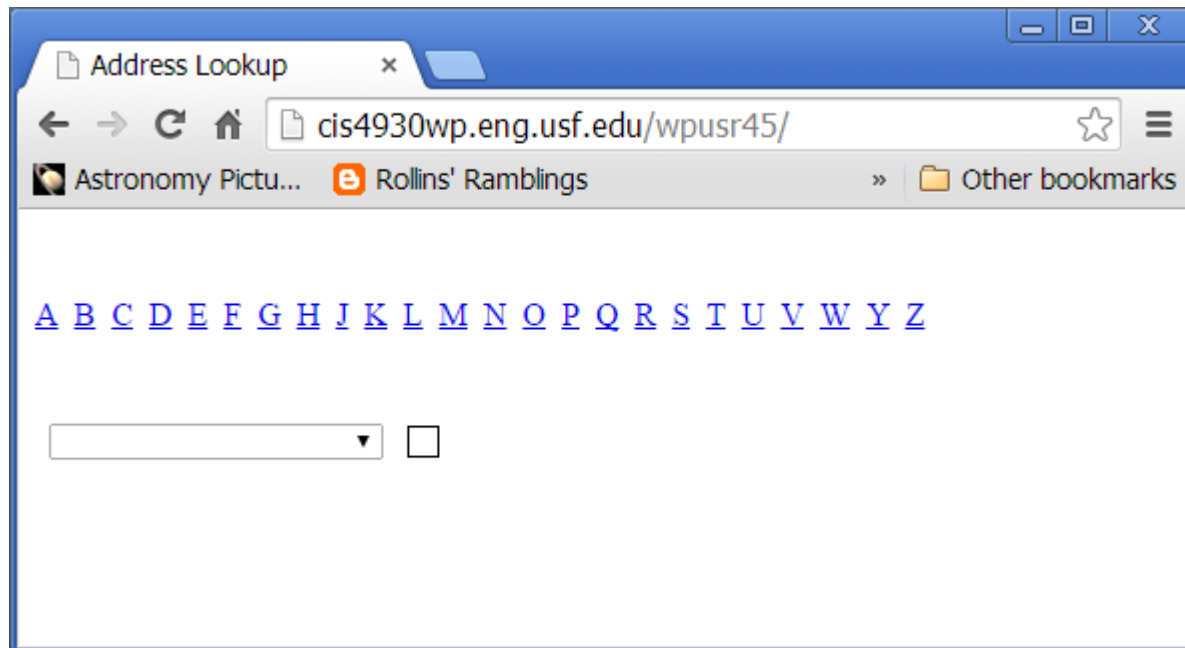 Address Lookup
cis4930wp.eng.usf.edu/wpusr45/
Astronomy Pictu... Rollins' Ramblings » Other bookmarks
A B C D E F G H J K L M N O P Q R S T U V W Y Z